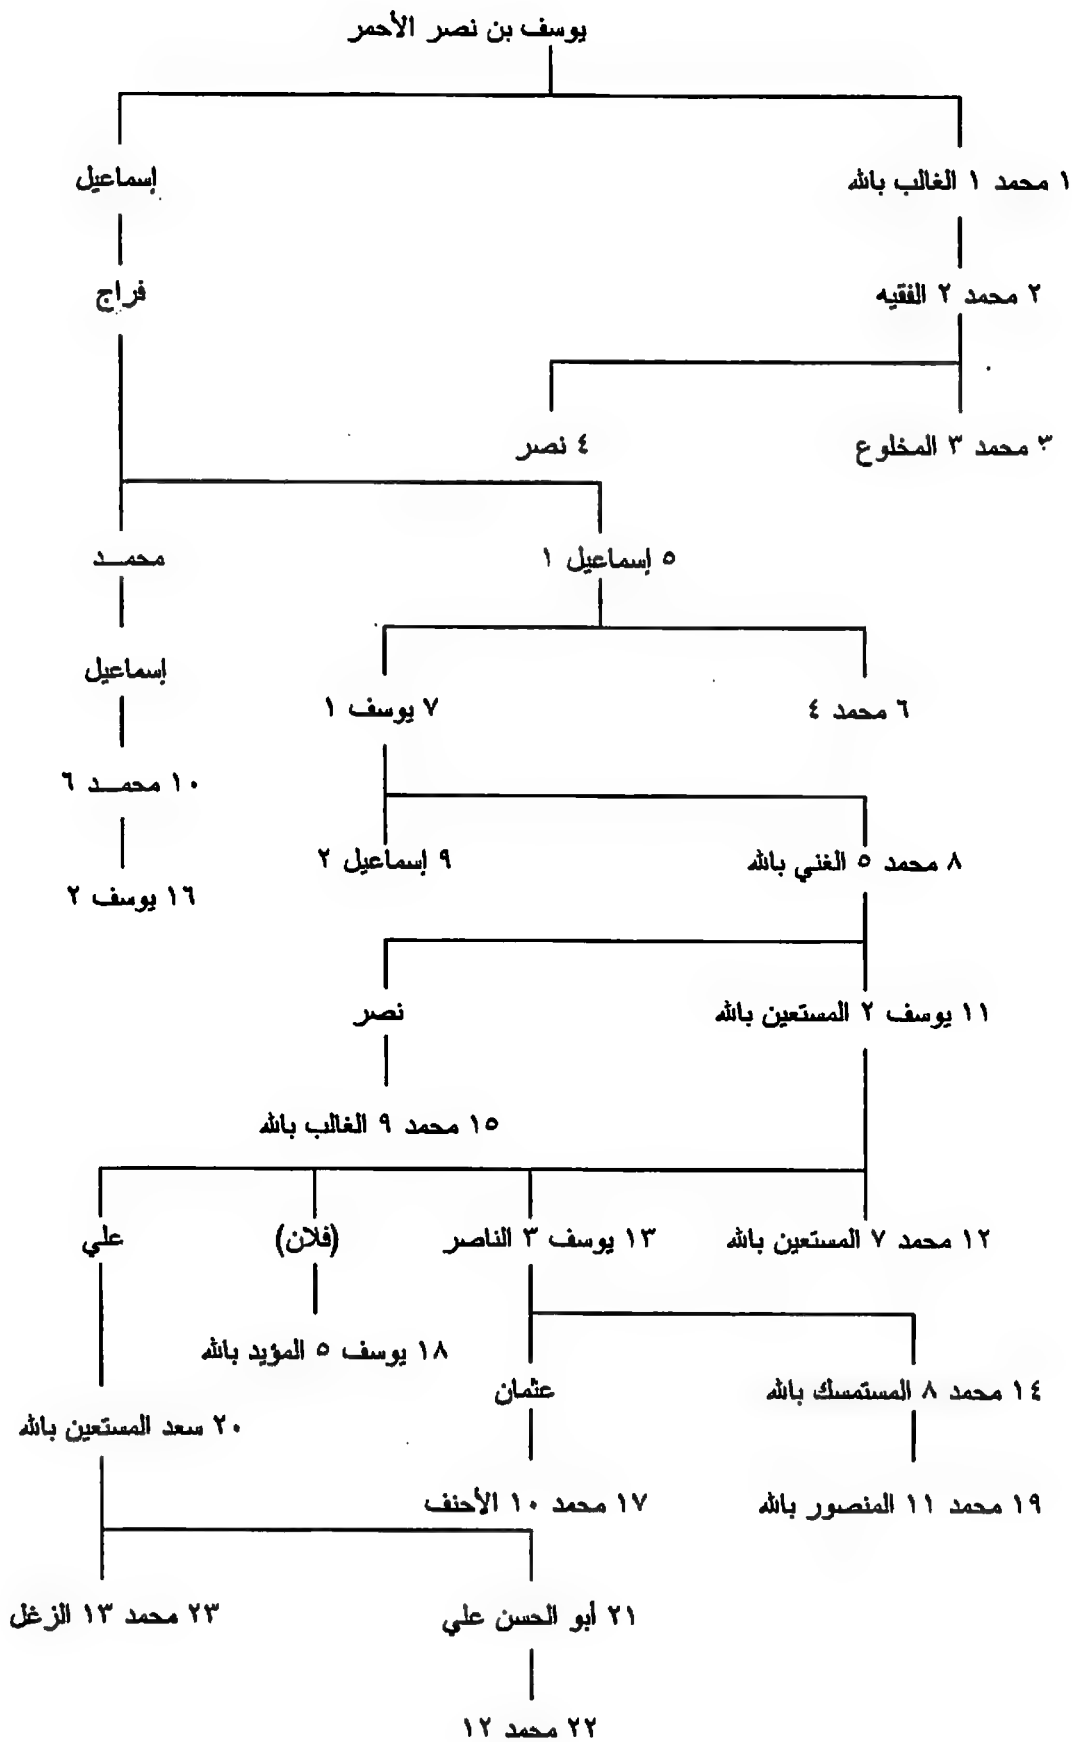 يوسف بن نصر الأحمر
١ محمد ١ الغالب بالله
إسماعيل
٢ محمد ٢ الفقيه
فراج
٣ محمد ٣ المخلوع
٤ نصر
٥ إسماعيل ١
محمـد
إسماعيل
٦ محمد ٤
٧ يوسف ١
١٠ محمـد ٦
٨ محمد ٥ الغني بالله
٩ إسماعيل ٢
١٦ يوسف ٢
١١ يوسف ٢ المستعين بالله
نصر
١٥ محمد ٩ الغالب بالله
١٢ محمد ٧ المستعين بالله
١٣ يوسف ٣ الناصر
(فلان)
علي
١٨ يوسف ٥ المؤيد بالله
١٤ محمد ٨ المستمسك بالله
عثمان
٢٠ سعد المستعين بالله
١٩ محمد ١١ المنصور بالله
١٧ محمد ١٠ الأحنف
٢١ أبو الحسن علي
٢٣ محمد ١٣ الزغل
٢٢ محمد ١٢